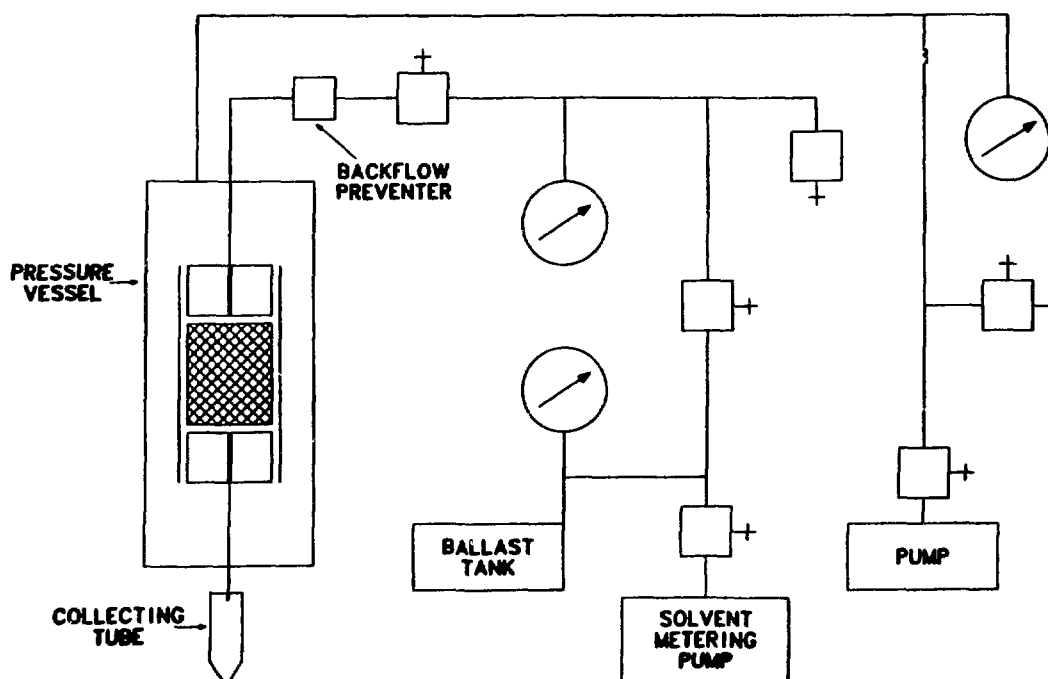 BACKFLOW
PREVENTER
PRESSURE
VESSEL
BALLAST
TANK
PUMP
COLLECTING
TUBE
SOLVENT
METERING
PUMP